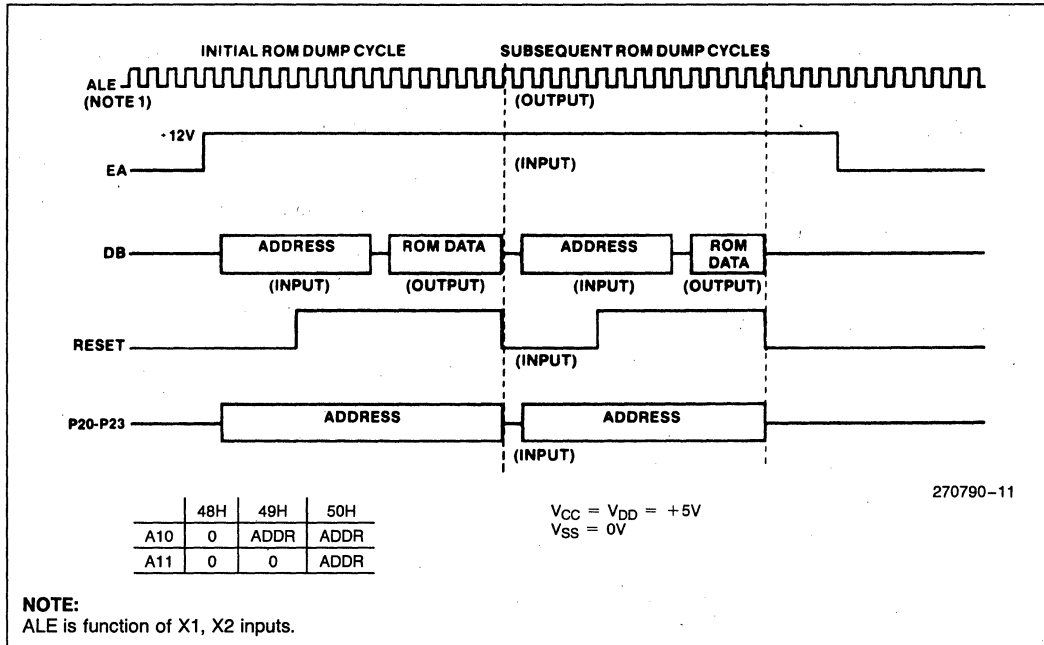 INITIAL ROM DUMP CYCLE SUBSEQUENT ROM DUMP CYCLES
ALE
(NOTE 1)
(OUTPUT)
+12V
EA
(INPUT)
DB
ADDRESS ROM DATA ADDRESS ROM DATA
(INPUT) (OUTPUT) (INPUT) (OUTPUT)
RESET
(INPUT)
P20-P23
ADDRESS ADDRESS
(INPUT)
270790-11
48H 49H 50H
A10 0 ADDR ADDR
A11 0 0 ADDR
VCC = VDD = +5V
VSS = 0V
NOTE:
ALE is function of X1, X2 inputs.